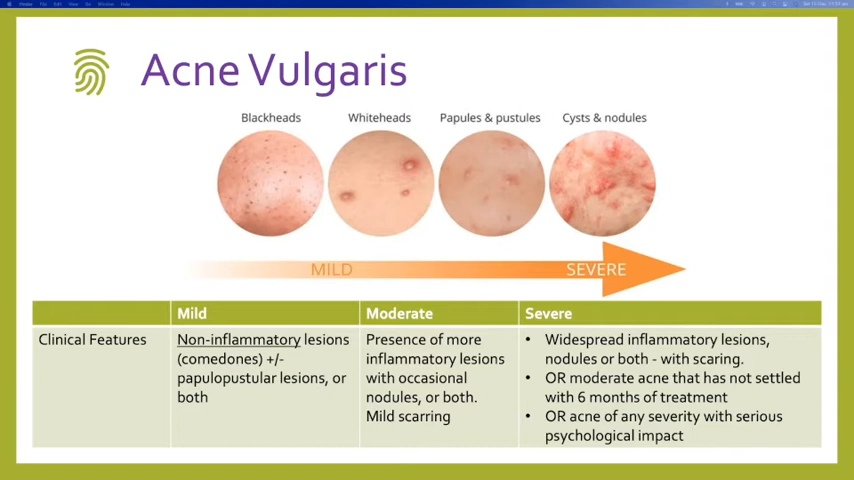 Acne Vulgaris
Blackheads
Whiteheads
Papules & pustules
Cysts & nodules
MILD
SEVERE
Mild
Moderate
Severe
Clinical Features
Non-inflammatory lesions
(comedones) +/-
papulopustular lesions, or
both
Presence of more
inflammatory lesions
with occasional
nodules, or both.
Mild scarring
• Widespread inflammatory lesions,
nodules or both - with scaring.
• OR moderate acne that has not settled
with 6 months of treatment
• OR acne of any severity with serious
psychological impact